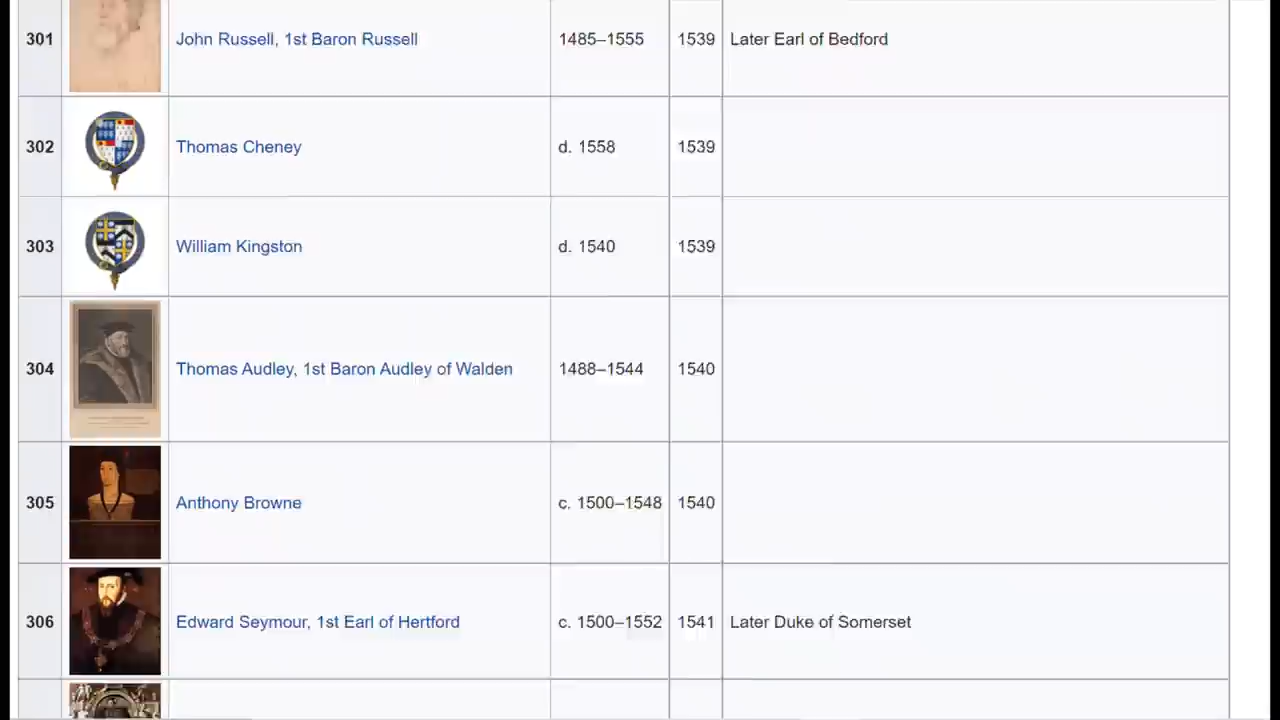 301 John Russell, 1st Baron Russell 1485–1555 1539 Later Earl of Bedford
302 Thomas Cheney d. 1558 1539
303 William Kingston d. 1540 1539
304 Thomas Audley, 1st Baron Audley of Walden 1488–1544 1540
305 Anthony Browne c. 1500–1548 1540
306 Edward Seymour, 1st Earl of Hertford c. 1500–1552 1541 Later Duke of Somerset